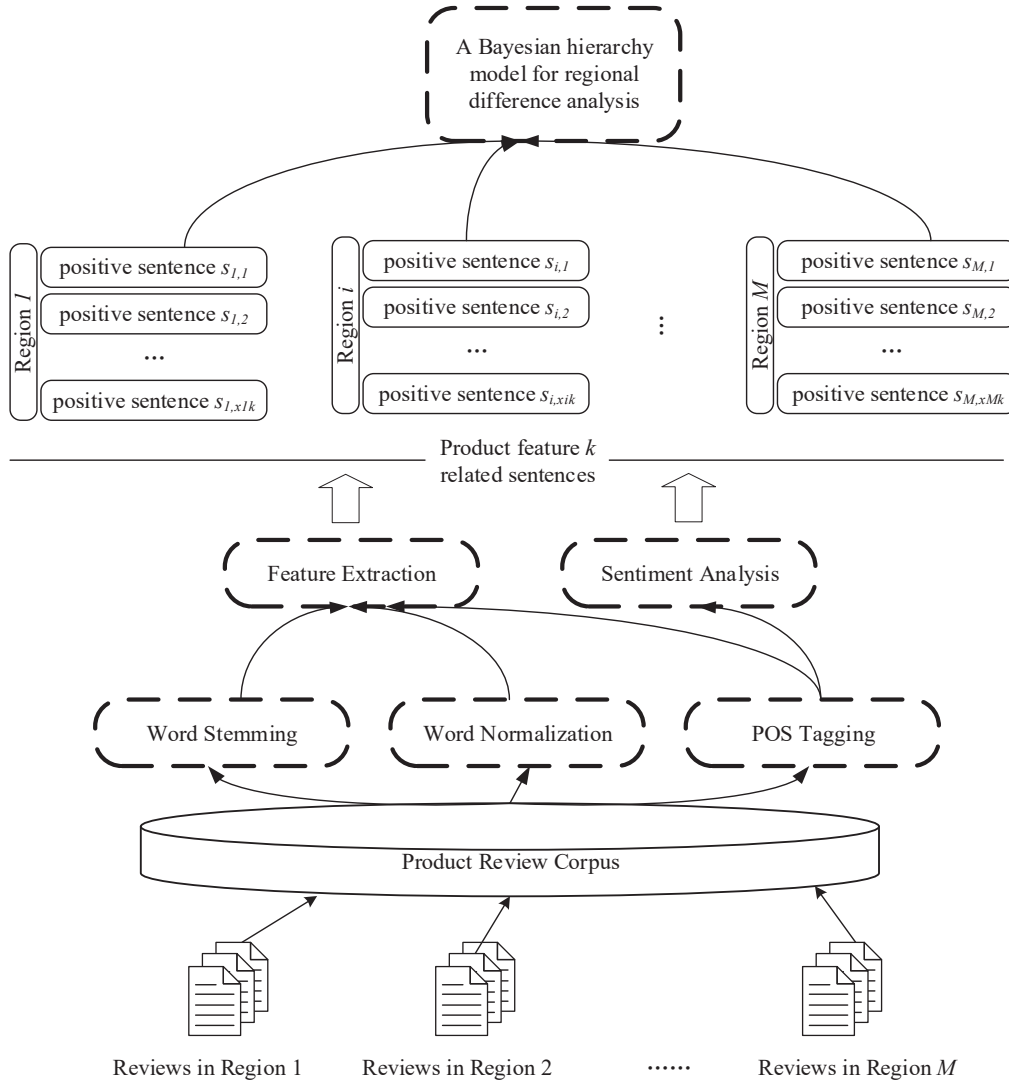 A Bayesian hierarchy
model for regional
difference analysis
Region 1
positive sentence s1,1
positive sentence s1,2
...
positive sentence s1,x1k
Region i
positive sentence si,1
positive sentence si,2
...
positive sentence si,xik
...
Region M
positive sentence sM,1
positive sentence sM,2
...
positive sentence sM,xMk
Product feature k
related sentences
Feature Extraction
Sentiment Analysis
Word Stemming
Word Normalization
POS Tagging
Product Review Corpus
Reviews in Region 1
Reviews in Region 2
......
Reviews in Region M